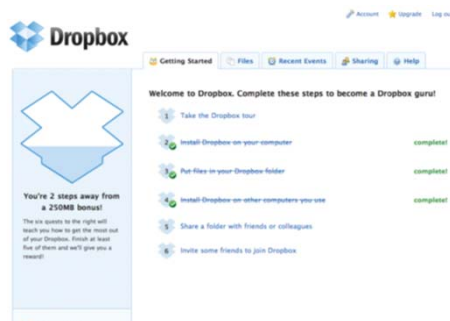 Account Upgrade Log ou
Dropbox
Getting Started Files Recent Events Sharing Help
Welcome to Dropbox. Complete these steps to become a Dropbox guru!
1 Take the Dropbox tour
2 Install Dropbox on your computer complete!
3 Put files in your Dropbox folder complete!
4 Install Dropbox on other computers you use complete!
5 Share a folder with friends or colleagues
6 Invite some friends to join Dropbox
You're 2 steps away from
a 250MB bonus!
The six quests to the right will
teach you how to get the most out
of your Dropbox. Finish at least
five of them and we'll give you a
reward!